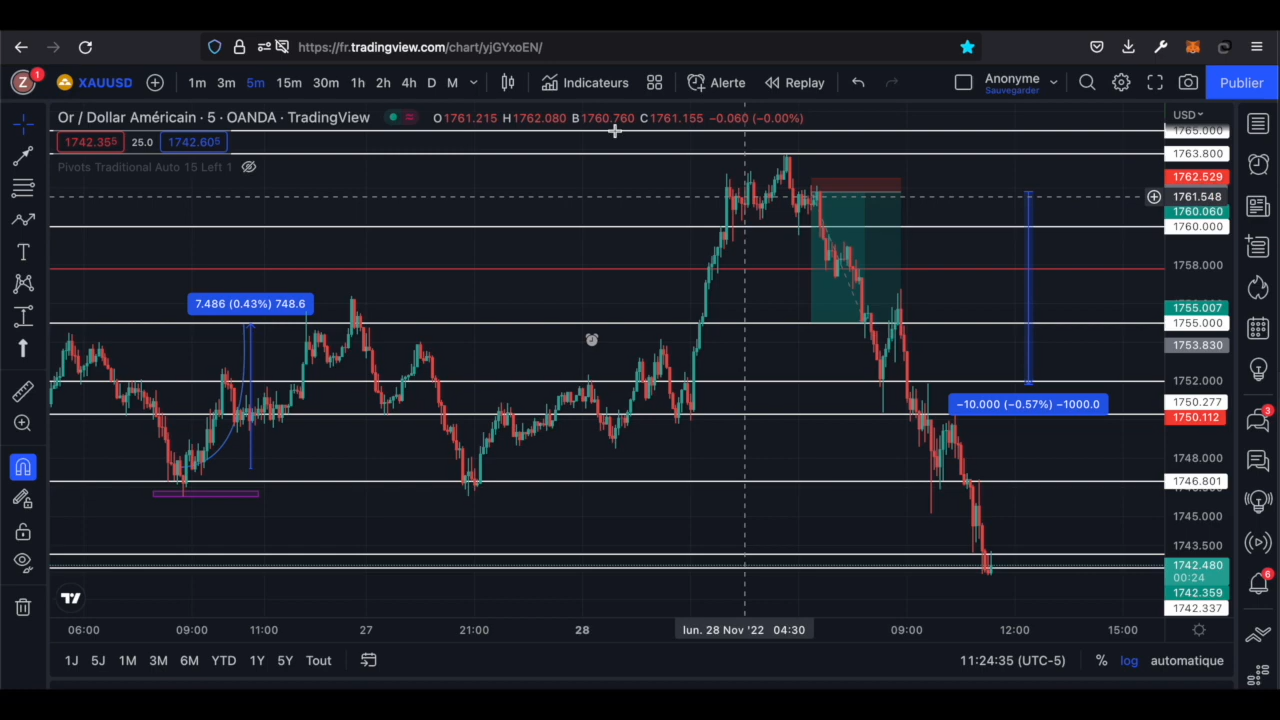 https://fr.tradingview.com/chart/yjGYxoEN/
Z 1 XAUUSD 1m 3m 5m 15m 30m 1h 2h 4h D M Indicateurs Alerte Replay Anonyme Sauvegarder Publier
Or / Dollar Américain · 5 · OANDA · TradingView O1761.215 H1762.080 B1760.760 C1761.155 −0.060 (−0.00%) USD
1742.355 25.0 1742.605
Pivots Traditional Auto 15 Left 1
1765.000
1763.800
1762.529
1761.548
1760.060
1760.000
1758.000
7.486 (0.43%) 748.6
1755.007
1755.000
1753.830
1752.000
−10.000 (−0.57%) −1000.0
1750.277
1750.112
3
1748.000
1746.801
1745.000
1743.500
1742.480
00:24
6
1742.359
1742.337
06:00 09:00 11:00 27 21:00 28 lun. 28 Nov '22 04:30 09:00 12:00 15:00
1J 5J 1M 3M 6M YTD 1Y 5Y Tout 11:24:35 (UTC-5) % log automatique